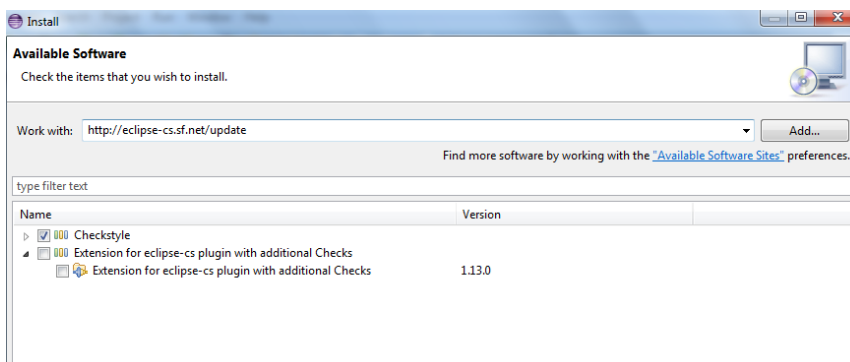 Install
Available Software
Check the items that you wish to install.
Work with: http://eclipse-cs.sf.net/update Add...
Find more software by working with the "Available Software Sites" preferences.
type filter text
Name Version
Checkstyle
Extension for eclipse-cs plugin with additional Checks
Extension for eclipse-cs plugin with additional Checks 1.13.0